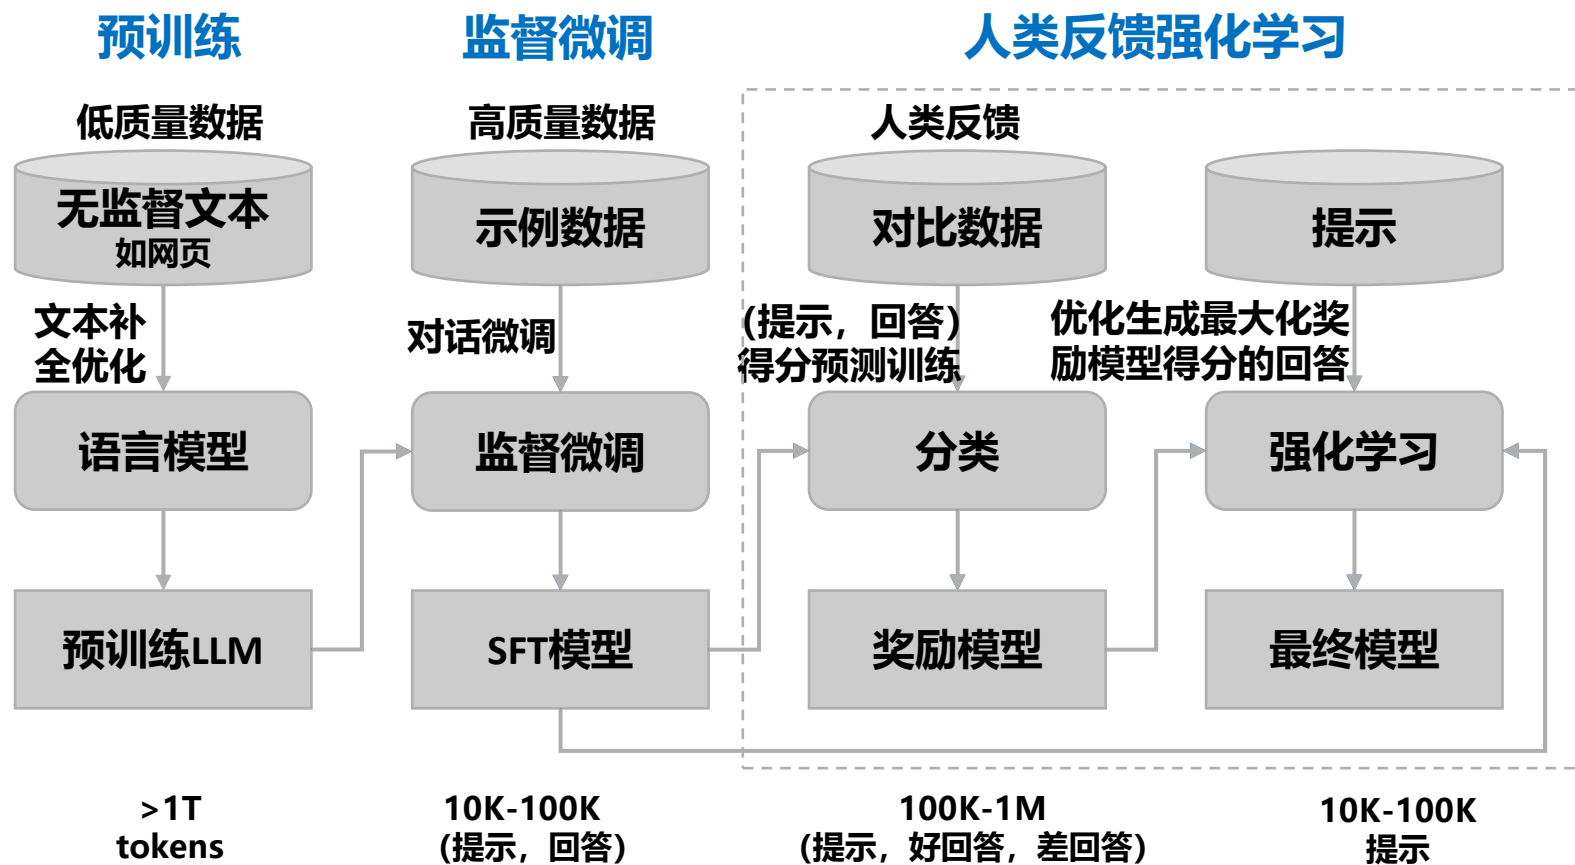 预训练
监督微调
人类反馈强化学习
低质量数据
高质量数据
人类反馈
无监督文本
如网页
示例数据
对比数据
提示
文本补
全优化
对话微调
(提示，回答)
得分预测训练
优化生成最大化奖
励模型得分的回答
语言模型
监督微调
分类
强化学习
预训练LLM
SFT模型
奖励模型
最终模型
>1T
tokens
10K-100K
(提示，回答)
100K-1M
(提示，好回答，差回答)
10K-100K
提示